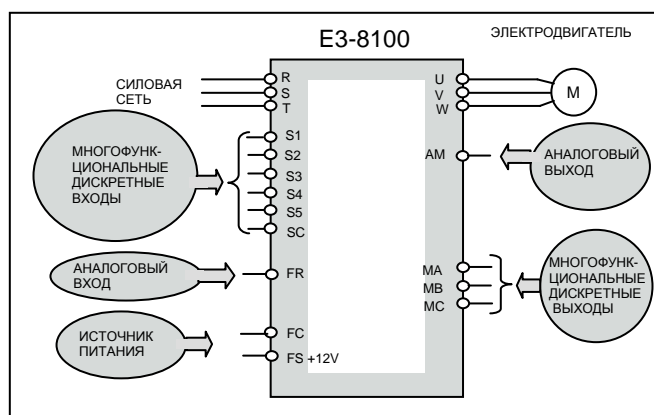 E3-8100
ЭЛЕКТРОДВИГАТЕЛЬ
СИЛОВАЯ
СЕТЬ
R
S
T
U
V
W
M
МНОГОФУНК-
ЦИОНАЛЬНЫЕ
ДИСКРЕТНЫЕ
ВХОДЫ
S1
S2
S3
S4
S5
SC
AM
АНАЛОГОВЫЙ
ВЫХОД
АНАЛОГОВЫЙ
ВХОД
FR
MA
MB
MC
МНОГОФУНК-
ЦИОНАЛЬНЫЕ
ДИСКРЕТНЫЕ
ВЫХОДЫ
ИСТОЧНИК
ПИТАНИЯ
FC
FS +12V